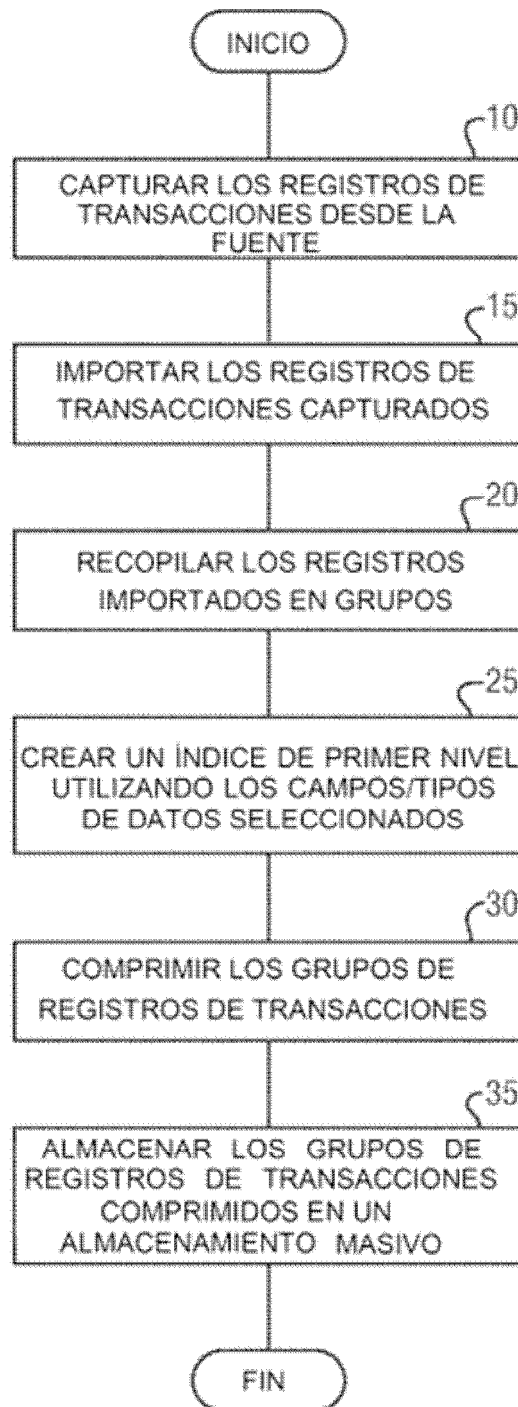 INICIO
10
CAPTURAR LOS REGISTROS DE
TRANSACCIONES DESDE LA
FUENTE
15
IMPORTAR LOS REGISTROS DE
TRANSACCIONES CAPTURADOS
20
RECOPILAR LOS REGISTROS
IMPORTADOS EN GRUPOS
25
CREAR UN ÍNDICE DE PRIMER NIVEL
UTILIZANDO LOS CAMPOS/TIPOS
DE DATOS SELECCIONADOS
30
COMPRIMIR LOS GRUPOS DE
REGISTROS DE TRANSACCIONES
35
ALMACENAR LOS GRUPOS DE
REGISTROS DE TRANSACCIONES
COMPRIMIDOS EN UN
ALMACENAMIENTO MASIVO
FIN